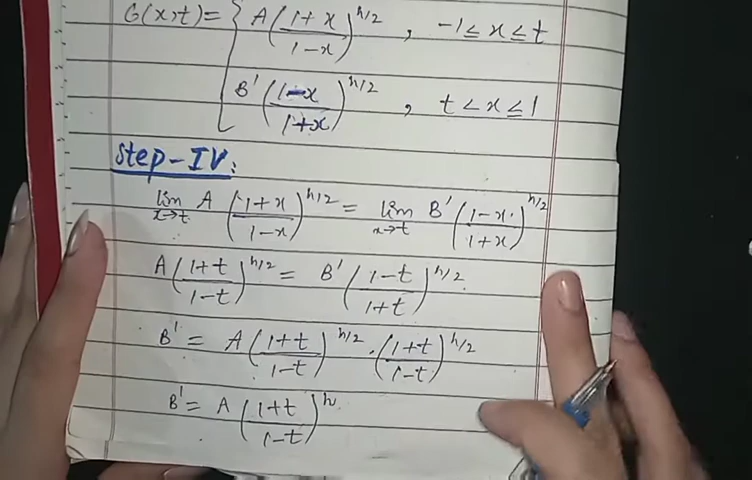 G(x,t) = { A((1+x)/(1-x))^{h/2} , -1 ≤ x ≤ t
B'((1-x)/(1+x))^{h/2} , t < x ≤ 1
Step-IV:
lim_{x→t} A((1+x)/(1-x))^{h/2} = lim_{x→t} B'((1-x)/(1+x))^{h/2}
A((1+t)/(1-t))^{h/2} = B'((1-t)/(1+t))^{h/2}
B' = A((1+t)/(1-t))^{h/2} · ((1+t)/(1-t))^{h/2}
B' = A((1+t)/(1-t))^{h}